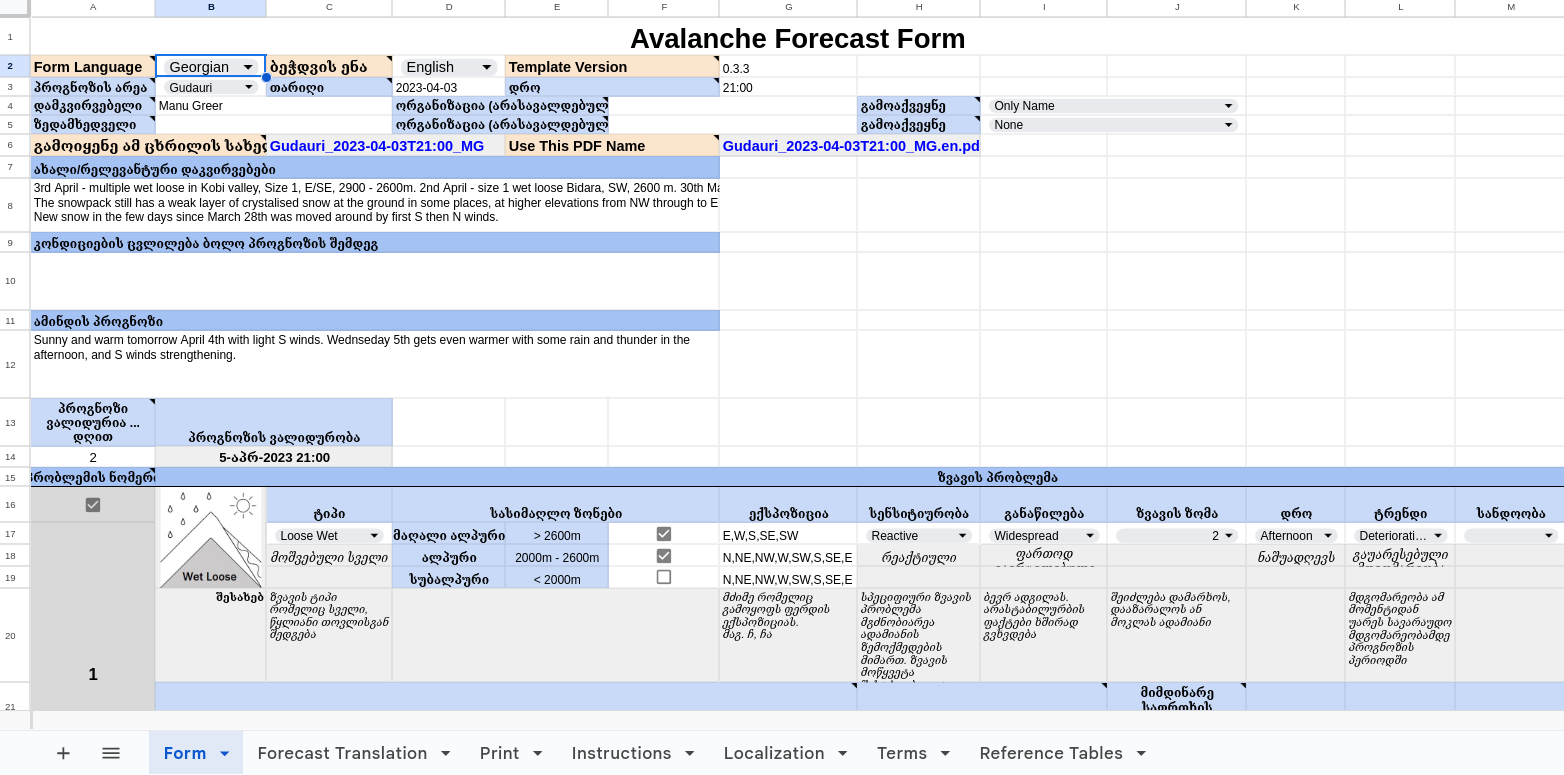 A B C D E F G H I J K L M
1 Avalanche Forecast Form
2 Form Language Georgian ბეჭდვის ენა English Template Version 0.3.3
3 პროგნოზის არეა Gudauri თარიღი 2023-04-03 დრო 21:00
4 დამკვირვებელი Manu Greer ორგანიზაცია (არასავალდებულ გამოაქვეყნე Only Name
5 ზედამხედველი ორგანიზაცია (არასავალდებულ გამოაქვეყნე None
6 გამოიყენე ამ ცხრილის სახე Gudauri_2023-04-03T21:00_MG Use This PDF Name Gudauri_2023-04-03T21:00_MG.en.pd
7 ახალი/რელევანტური დაკვირვებები
8 3rd April - multiple wet loose in Kobi valley, Size 1, E/SE, 2900 - 2600m. 2nd April - size 1 wet loose Bidara, SW, 2600 m. 30th Ma
The snowpack still has a weak layer of crystalised snow at the ground in some places, at higher elevations from NW through to E
New snow in the few days since March 28th was moved around by first S then N winds.
9 კონდიციების ცვლილება ბოლო პროგნოზის შემდეგ
10
11 ამინდის პროგნოზი
12 Sunny and warm tomorrow April 4th with light S winds. Wednseday 5th gets even warmer with some rain and thunder in the
afternoon, and S winds strengthening.
13 პროგნოზი
ვალიდურია ...
დღით პროგნოზის ვალიდურობა
14 2 5-აპრ-2023 21:00
15 პრობლემის ნომერი ზვავის პრობლემა
16 ტიპი სასიმაღლო ზონები ექსპოზიცია სენსიტიურობა განაწილება ზვავის ზომა დრო ტრენდი სანდოობა
17 Loose Wet მაღალი ალპური > 2600m E,W,S,SE,SW Reactive Widespread 2 Afternoon Deteriorati...
18 მოშვებული სველი ალპური 2000m - 2600m N,NE,NW,W,SW,S,SE,E რეაქტიული ფართოდ ნაშუადღევს გაუარესებული
Wet Loose
19 სუბალპური < 2000m N,NE,NW,W,SW,S,SE,E
20 1 შესახებ
ზვავის ტიპი
რომელიც სველი,
წყლიანი თოვლისგან
შედგება
მძიმე რომელიც
გამოყოფს ფერდის
ექსპოზიციას.
მაგ. ჩ, ჩა
სპეციფიური ზვავის
პრობლემა
მგძნობიარეა
ადამიანის
ზემოქმედების
მიმართ. ზვავის
მოწყვეტა
ბევრ ადგილას.
არასტაბილურბის
ფაქტები ხშირად
გვხვდება
შეიძლება დამარხოს,
დააზარალოს ან
მოკლას ადამიანი
მდგომარეობა ამ
მომენტიდან
უარეს სავარაუდო
მდგომარეობამდე
პროგნოზის
პერიოდში
21 მიმდინარე
+ Form Forecast Translation Print Instructions Localization Terms Reference Tables